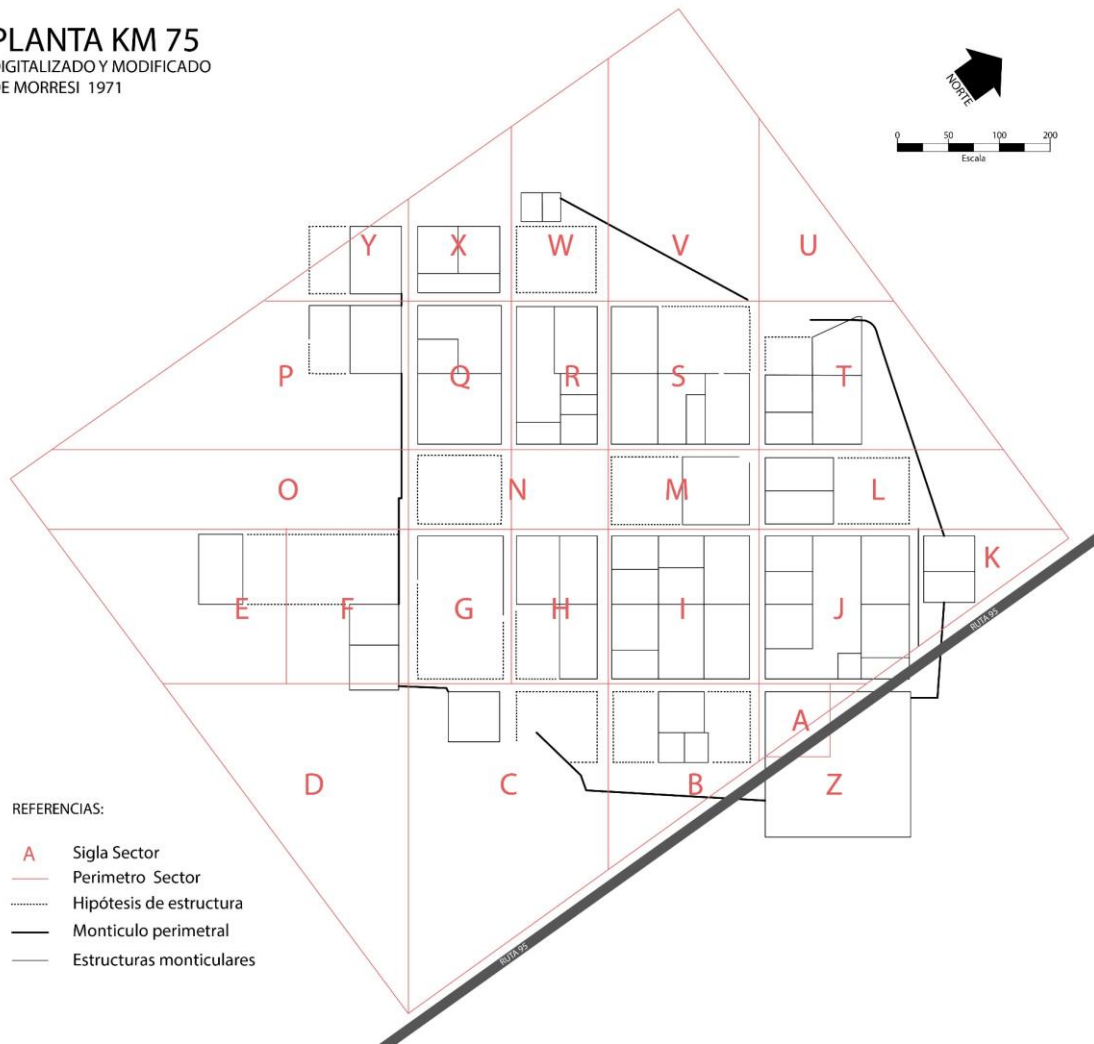 PLANTA KM 75
DIGITALIZADO Y MODIFICADO
DE MORRESI 1971
NORTE
0 50 100 200
Escala
Y X W V U
P Q R S T
O N M L
K
E F G H I J
A
D C B Z
RUTA 95
RUTA 95
REFERENCIAS:
A Sigla Sector
Perimetro Sector
Hipótesis de estructura
Monticulo perimetral
Estructuras monticulares